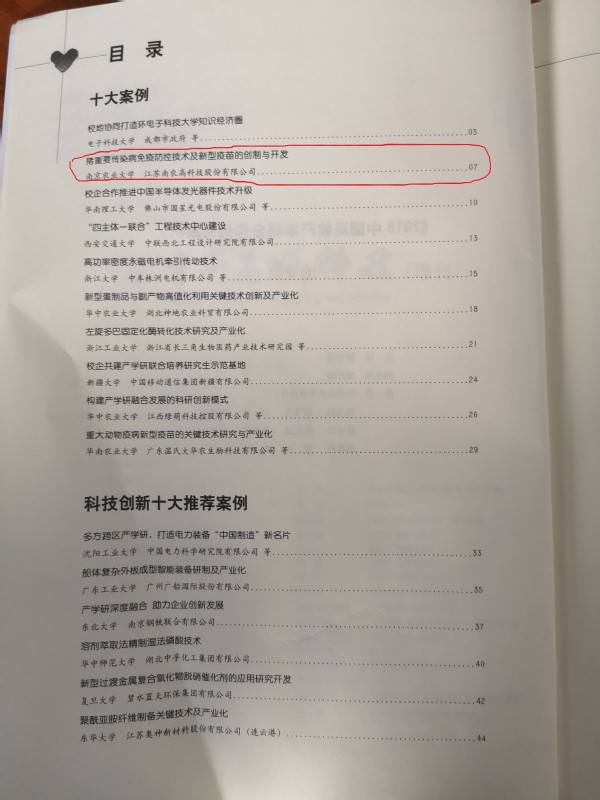 目 录
十大案例
校地协同打造环电子科技大学知识经济圈
电子科技大学 成都市政府 等 03
猪重要传染病免疫防控技术及新型疫苗的创制与开发
南京农业大学 江苏南农高科技股份有限公司 07
校企合作推进中国半导体发光器件技术升级
华南理工大学 佛山市国星光电股份有限公司 等 10
“四主体一联合”工程技术中心建设
西安交通大学 中联西北工程设计研究院有限公司 13
高功率密度永磁电机牵引传动技术
浙江大学 中车株洲电机有限公司 等 15
新型蛋制品与副产物高值化利用关键技术创新及产业化
华中农业大学 湖北神地农业科贸有限公司 18
左旋多巴固定化酶转化技术研究及产业化
浙江工业大学 浙江省长三角生物医药产业技术研究园 等 21
校企共建产学研联合培养研究生示范基地
新疆大学 中国移动通信集团新疆有限公司 24
构建产学研融合发展的科研创新模式
华中农业大学 江西绿萌科技控股有限公司 等 26
重大动物疫病新型疫苗的关键技术研究与产业化
华南农业大学 广东温氏大华农生物科技有限公司 等 29
科技创新十大推荐案例
多方跨区产学研，打造电力装备“中国制造”新名片
沈阳工业大学 中国电力科学研究院有限公司 等 33
船体复杂外板成型智能装备研制及产业化
广东工业大学 广州广船国际股份有限公司 35
产学研深度融合 助力企业创新发展
东北大学 南京钢铁联合有限公司 37
溶剂萃取法精制湿法磷酸技术
华中师范大学 湖北中孚化工集团有限公司 40
新型过渡金属复合氧化物脱硝催化剂的应用研究开发
复旦大学 碧水蓝天环保集团有限公司 42
聚酰亚胺纤维制备关键技术及产业化
东华大学 江苏奥神新材料股份有限公司（连云港） 44